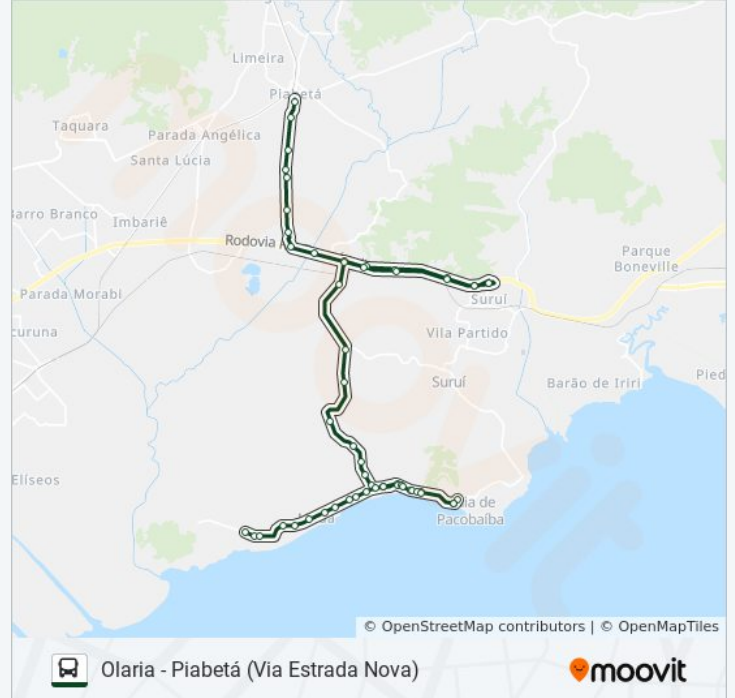 Limeira
Piabetá
Taquara
Parada Angélica
Santa Lúcia
Barro Branco
Imbariê
Rodovia
Parque
Boneville
Parada Morabi
Suruí
Vila Partido
Suruí
Barão de Iriri
Pied
Elíseos
de
Pacobaíba
© OpenStreetMap contributors | © OpenMapTiles
Olaria - Piabetá (Via Estrada Nova)
moovit